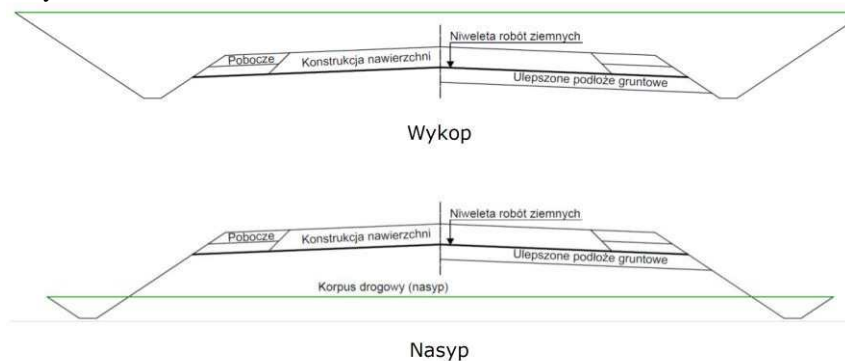 Niweleta robót ziemnych
Pobocze
Konstrukcja nawierzchni
Ulepszone podłoże gruntowe
Wykop
Niweleta robót ziemnych
Pobocze
Konstrukcja nawierzchni
Ulepszone podłoże gruntowe
Korpus drogowy (nasyp)
Nasyp